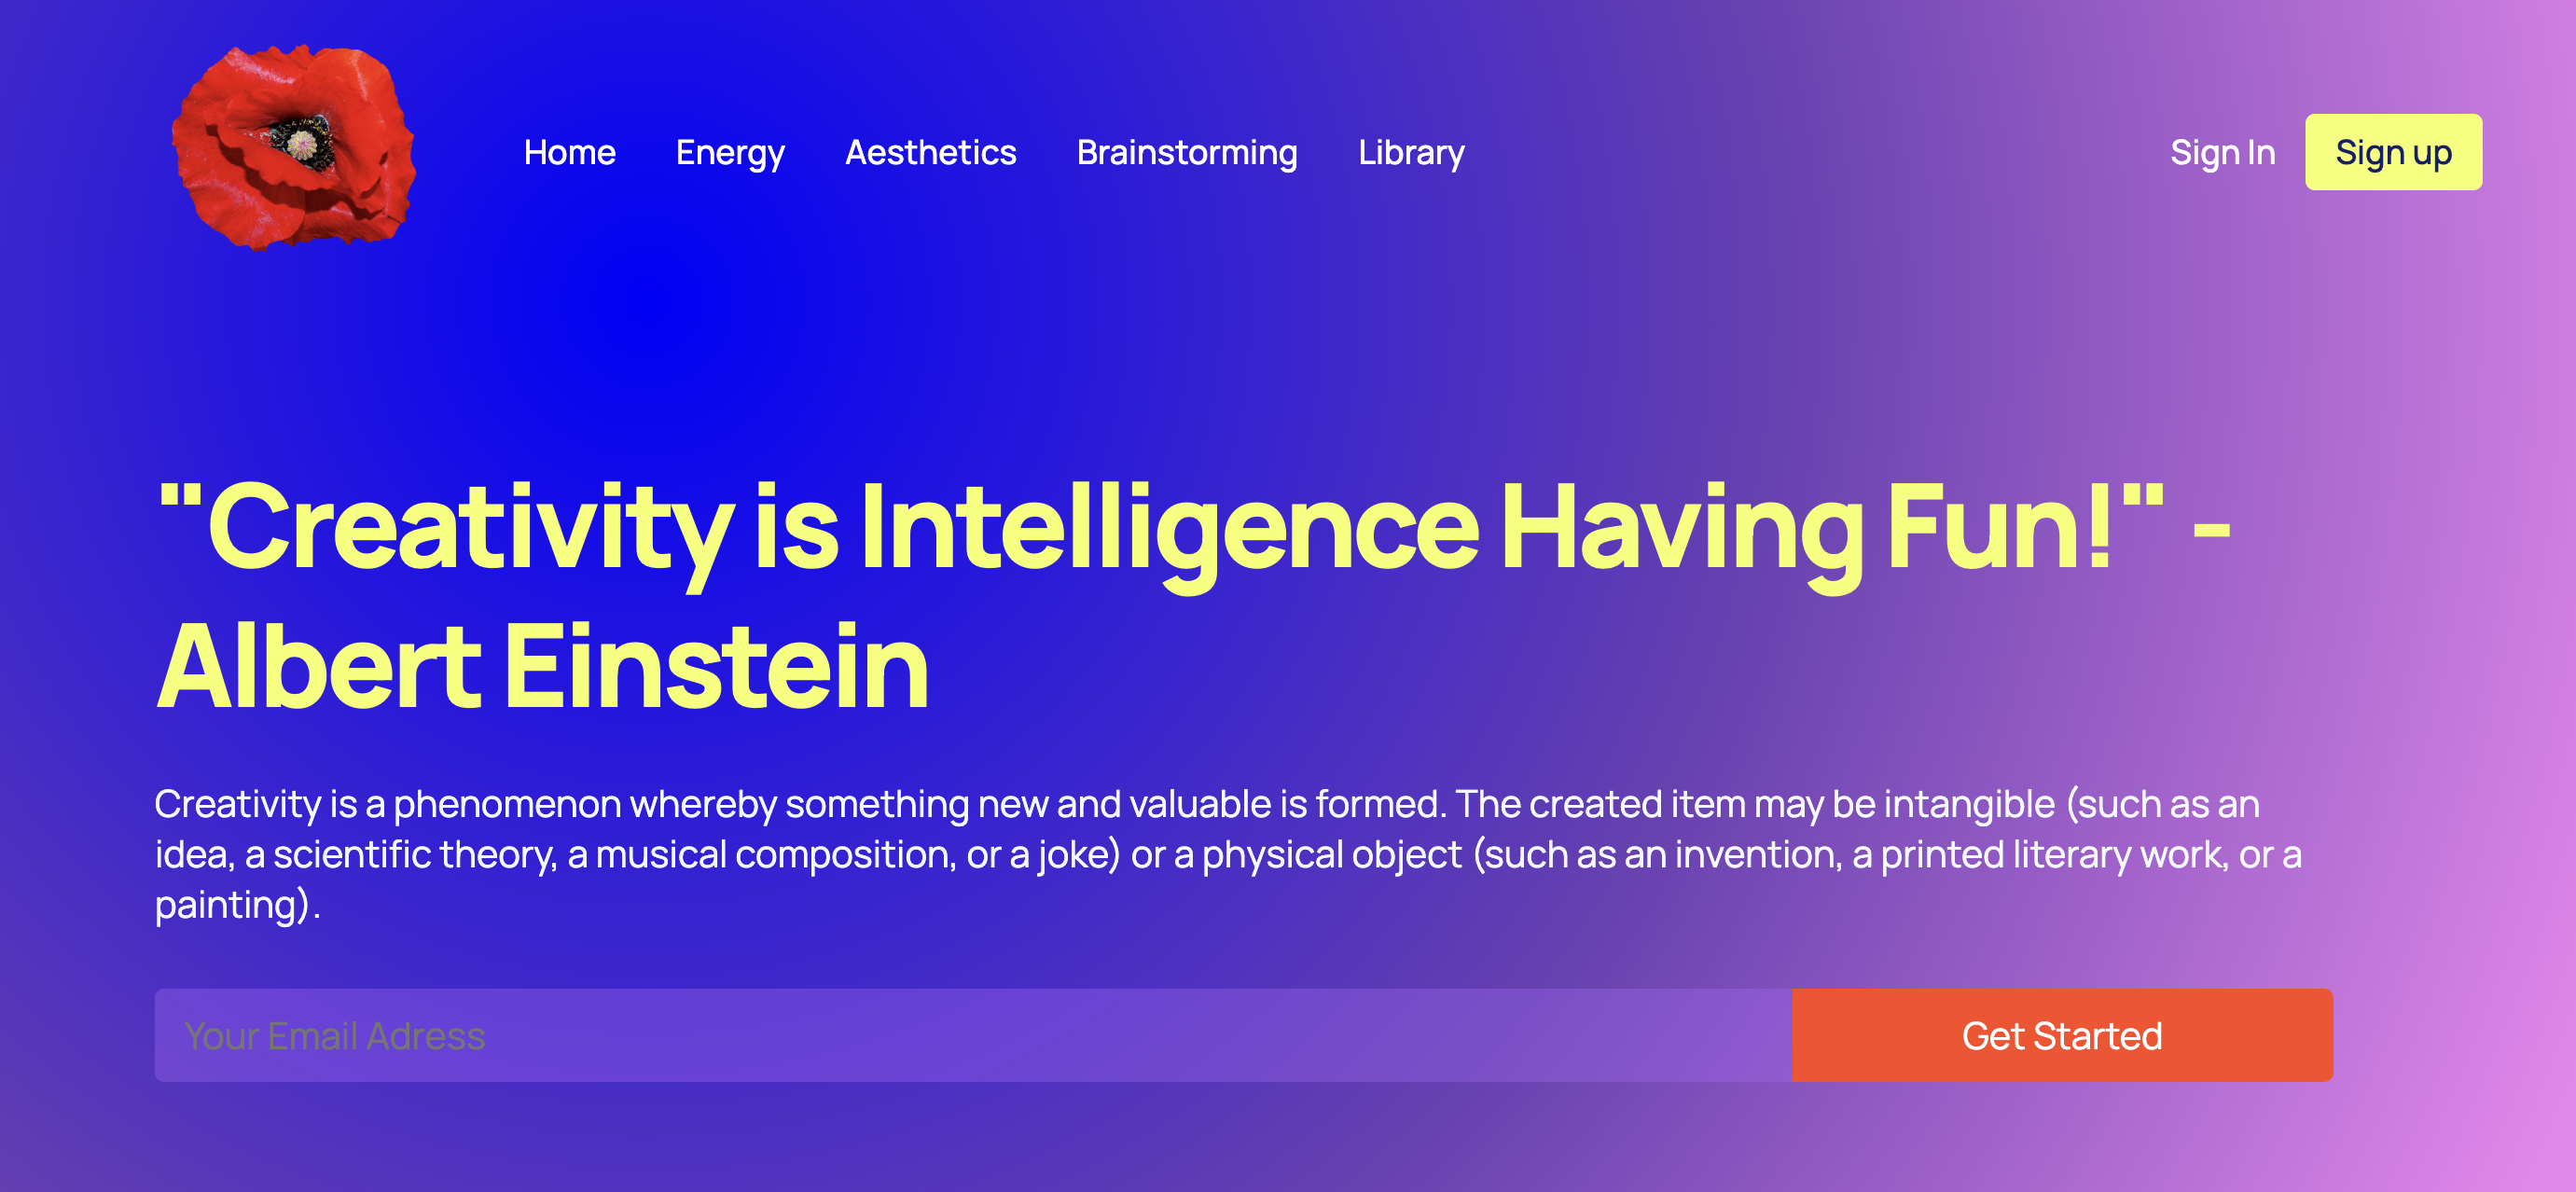 Home Energy Aesthetics Brainstorming Library Sign In Sign up
"Creativity is Intelligence Having Fun!" -
Albert Einstein
Creativity is a phenomenon whereby something new and valuable is formed. The created item may be intangible (such as an
idea, a scientific theory, a musical composition, or a joke) or a physical object (such as an invention, a printed literary work, or a
painting).
Your Email Adress Get Started